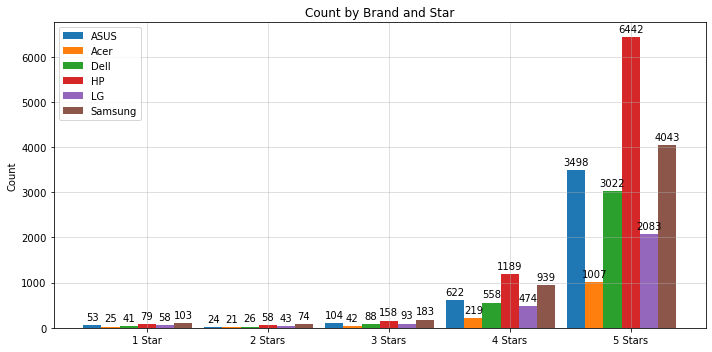 Count by Brand and Star
ASUS
Acer
Dell
HP
LG
Samsung
Count
6000
5000
4000
3000
2000
1000
0
53 25 41 79 58 103
24 21 26 58 43 74
104 42 88 158 93 183
622 219 558 1189 474 939
3498 1007 3022 6442 2083 4043
1 Star 2 Stars 3 Stars 4 Stars 5 Stars